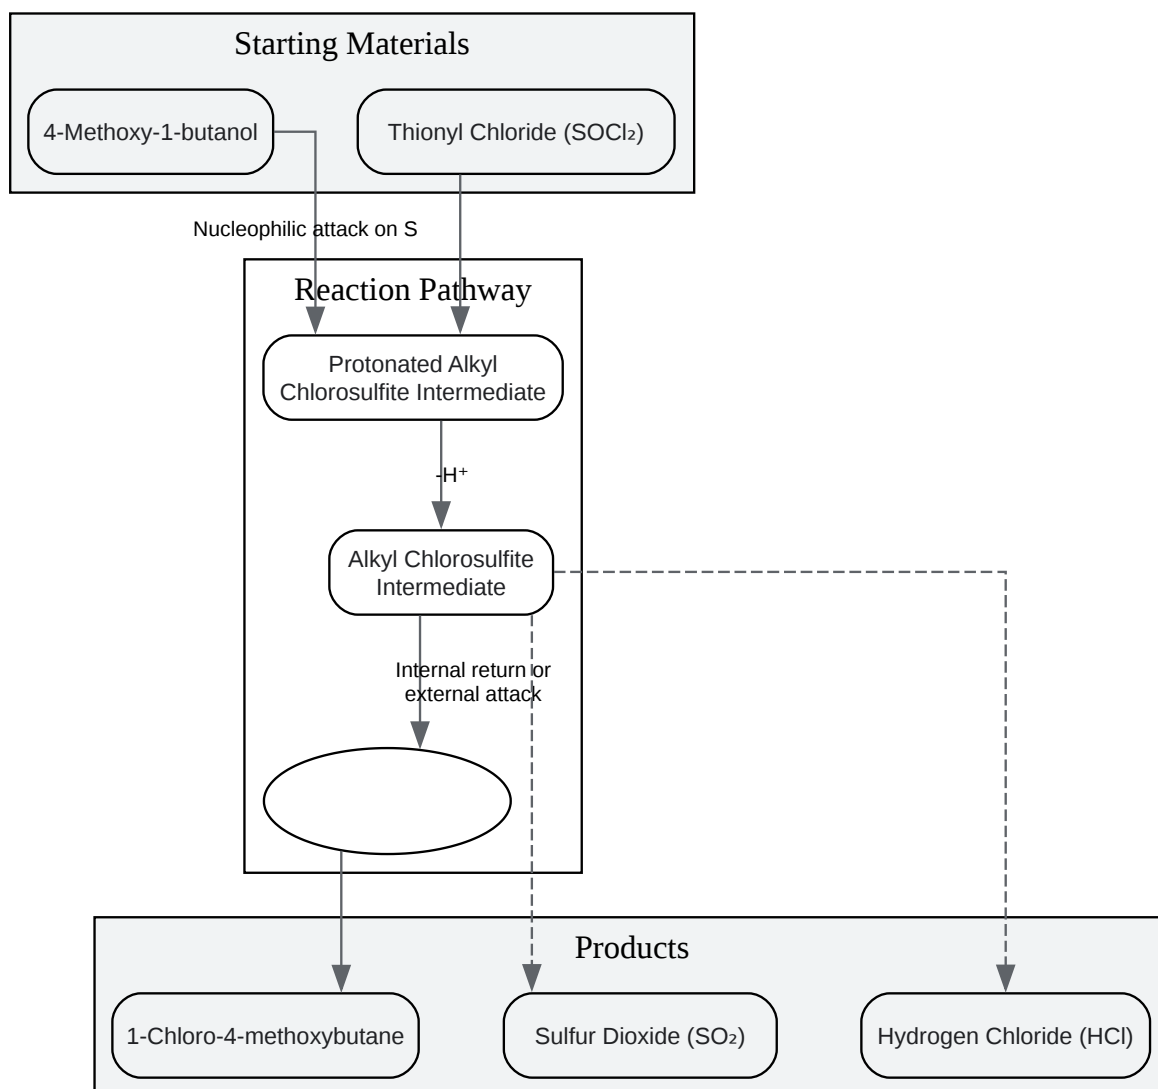 Starting Materials
4-Methoxy-1-butanol
Thionyl Chloride (SOCl₂)
Nucleophilic attack on S
Reaction Pathway
Protonated Alkyl
Chlorosulfite Intermediate
-H⁺
Alkyl Chlorosulfite
Intermediate
Internal return or
external attack
Products
1-Chloro-4-methoxybutane
Sulfur Dioxide (SO₂)
Hydrogen Chloride (HCl)